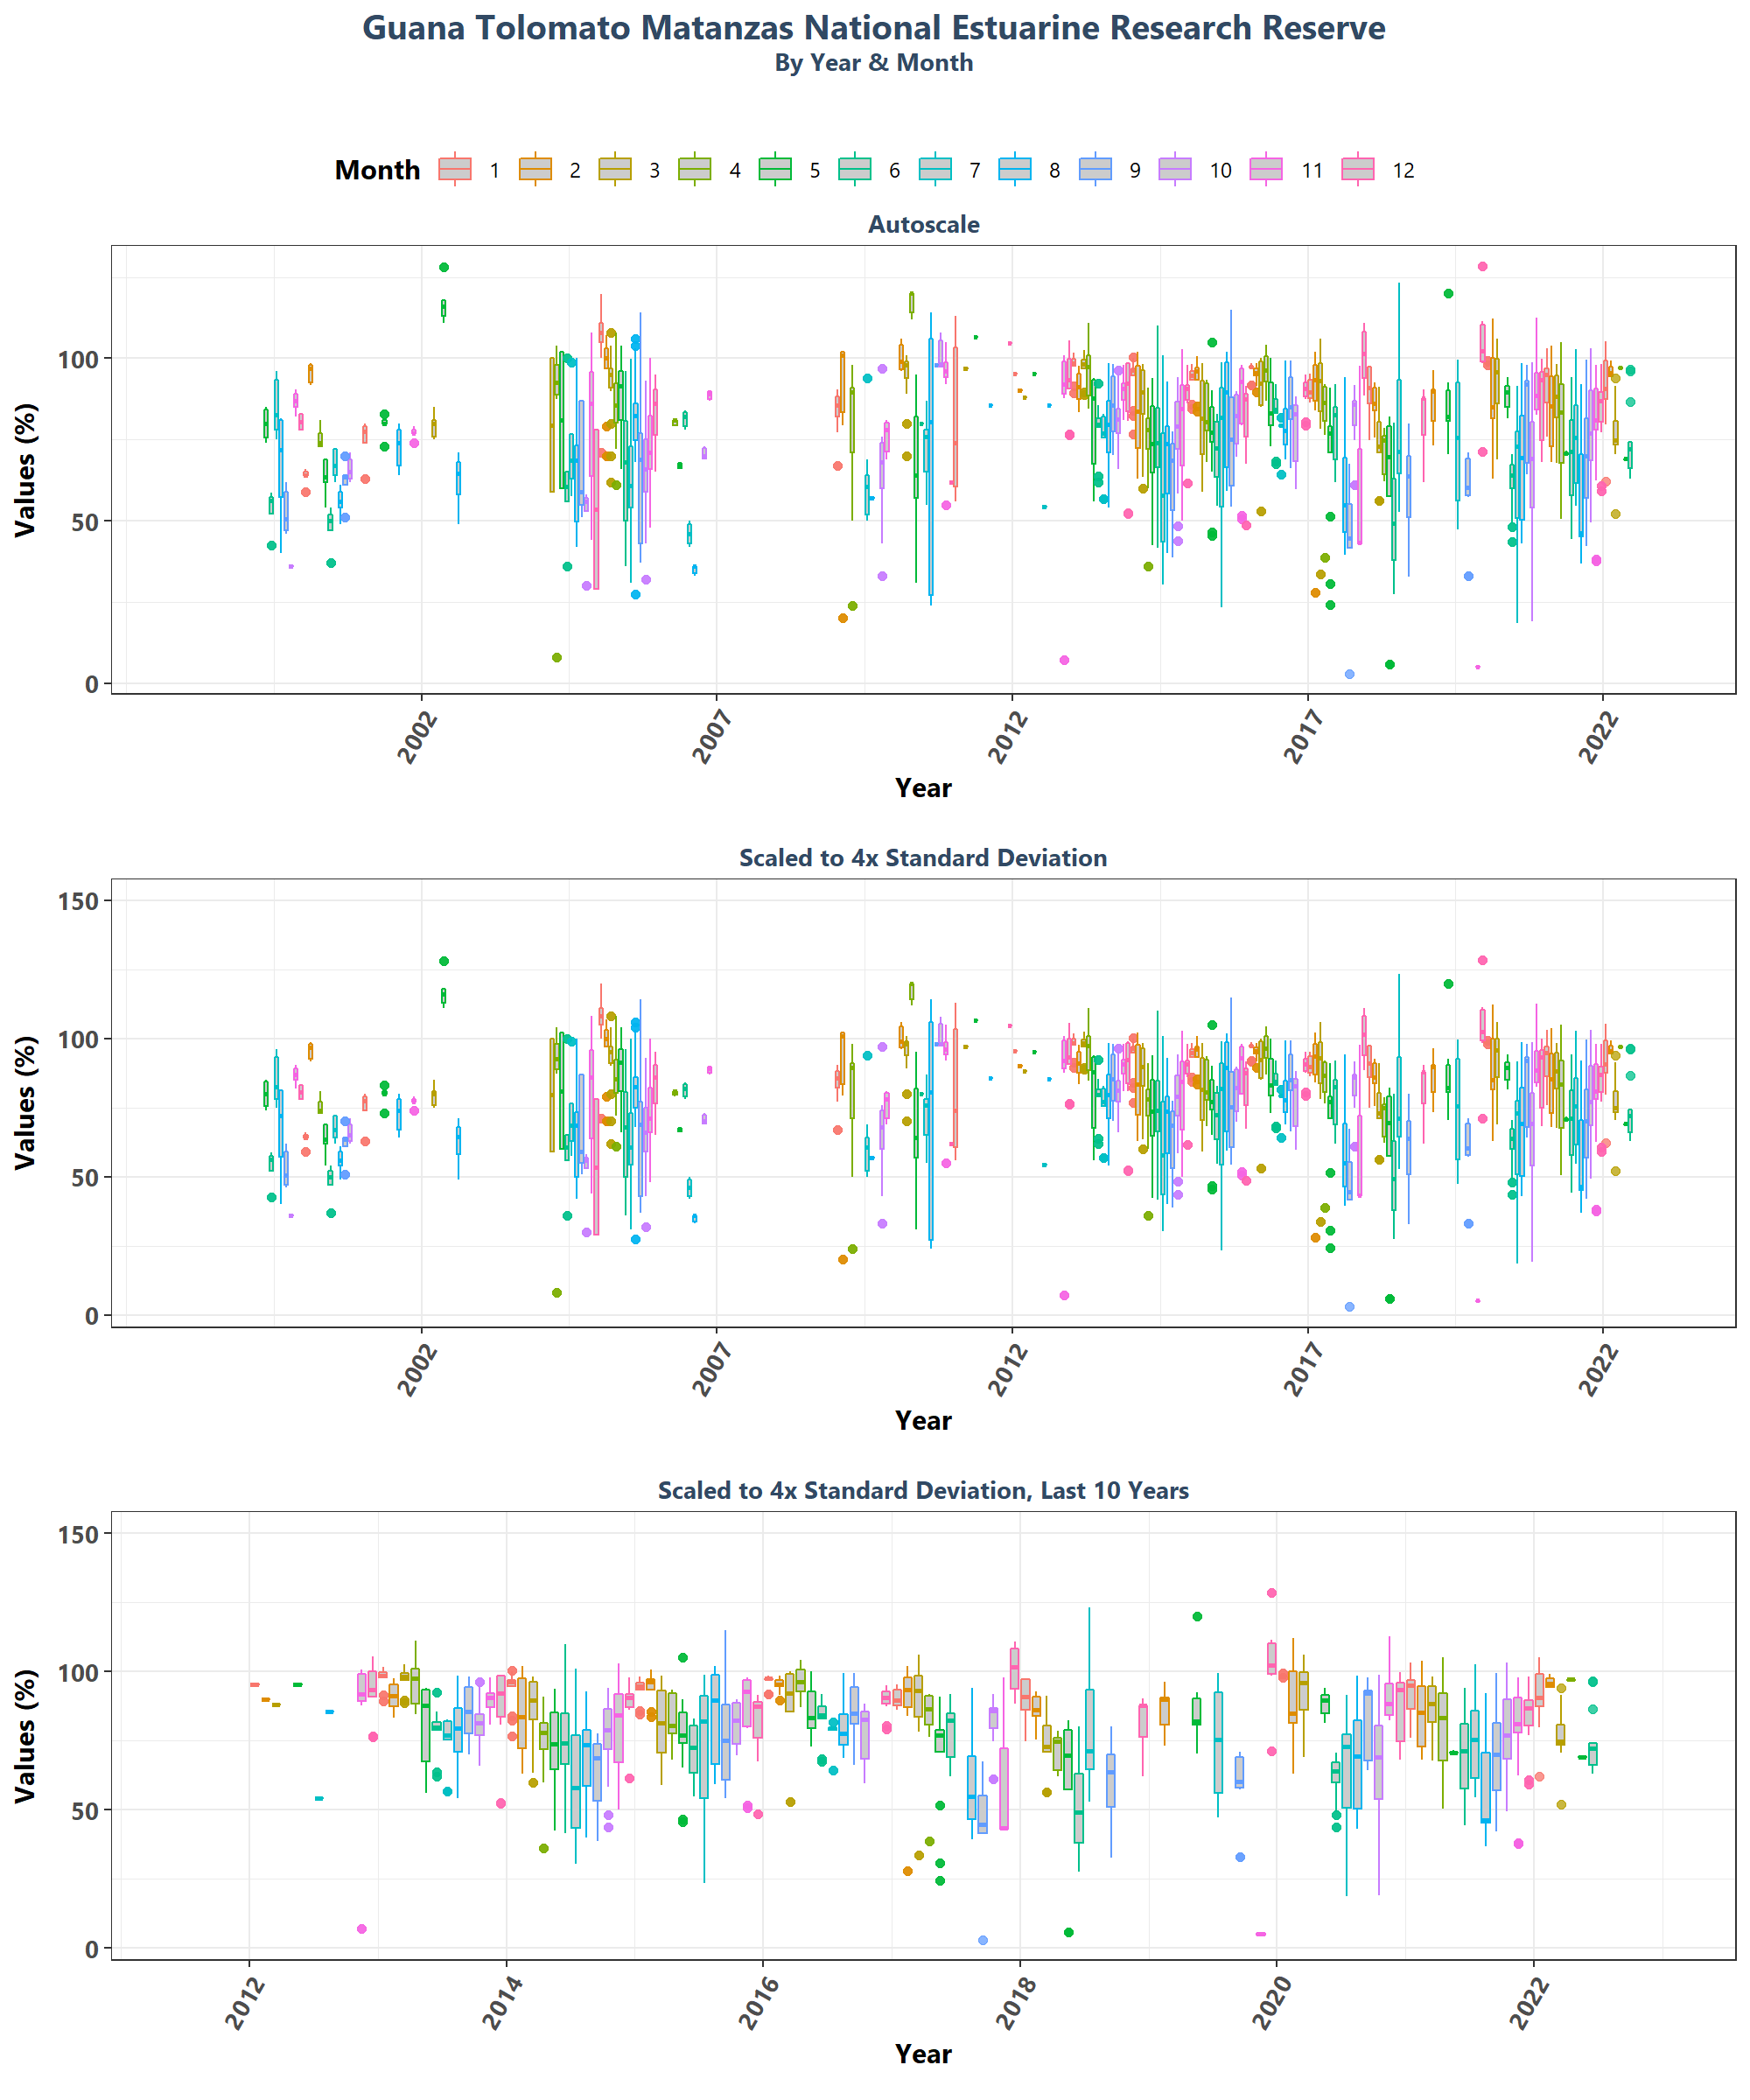 Guana Tolomato Matanzas National Estuarine Research Reserve
By Year & Month
Month 1 2 3 4 5 6 7 8 9 10 11 12
Autoscale
Values (%)
100
50
0
2002 2007 2012 2017 2022
Year
Scaled to 4x Standard Deviation
Values (%)
150
100
50
0
2002 2007 2012 2017 2022
Year
Scaled to 4x Standard Deviation, Last 10 Years
Values (%)
150
100
50
0
2012 2014 2016 2018 2020 2022
Year